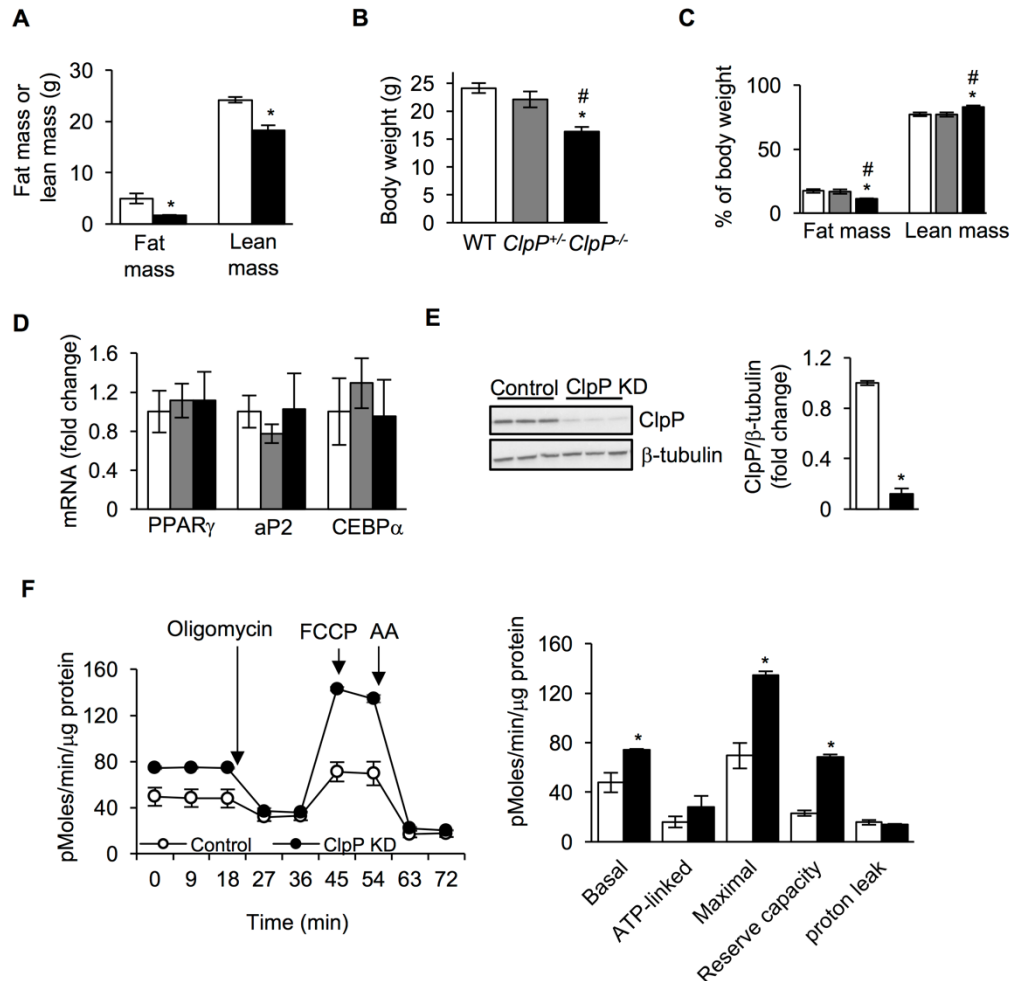 A
Fat mass or
lean mass (g)
30
20
10
0
*
*
Fat
mass
Lean
mass
B
Body weight (g)
25
20
15
10
5
0
#
*
WT ClpP+/- ClpP-/-
C
% of body weight
100
50
0
#
*
#
*
Fat mass Lean mass
D
mRNA (fold change)
1.6
1.2
0.8
0.4
0
PPARγ aP2 CEBPα
E
Control ClpP KD
ClpP
β-tubulin
ClpP/β-tubulin
(fold change)
1.2
0.8
0.4
0
*
F
Oligomycin FCCP AA
pMoles/min/μg protein
160
120
80
40
0
Control ClpP KD
0 9 18 27 36 45 54 63 72
Time (min)
pMoles/min/μg protein
160
120
80
40
0
*
*
*
Basal
ATP-linked
Maximal
Reserve capacity
proton leak